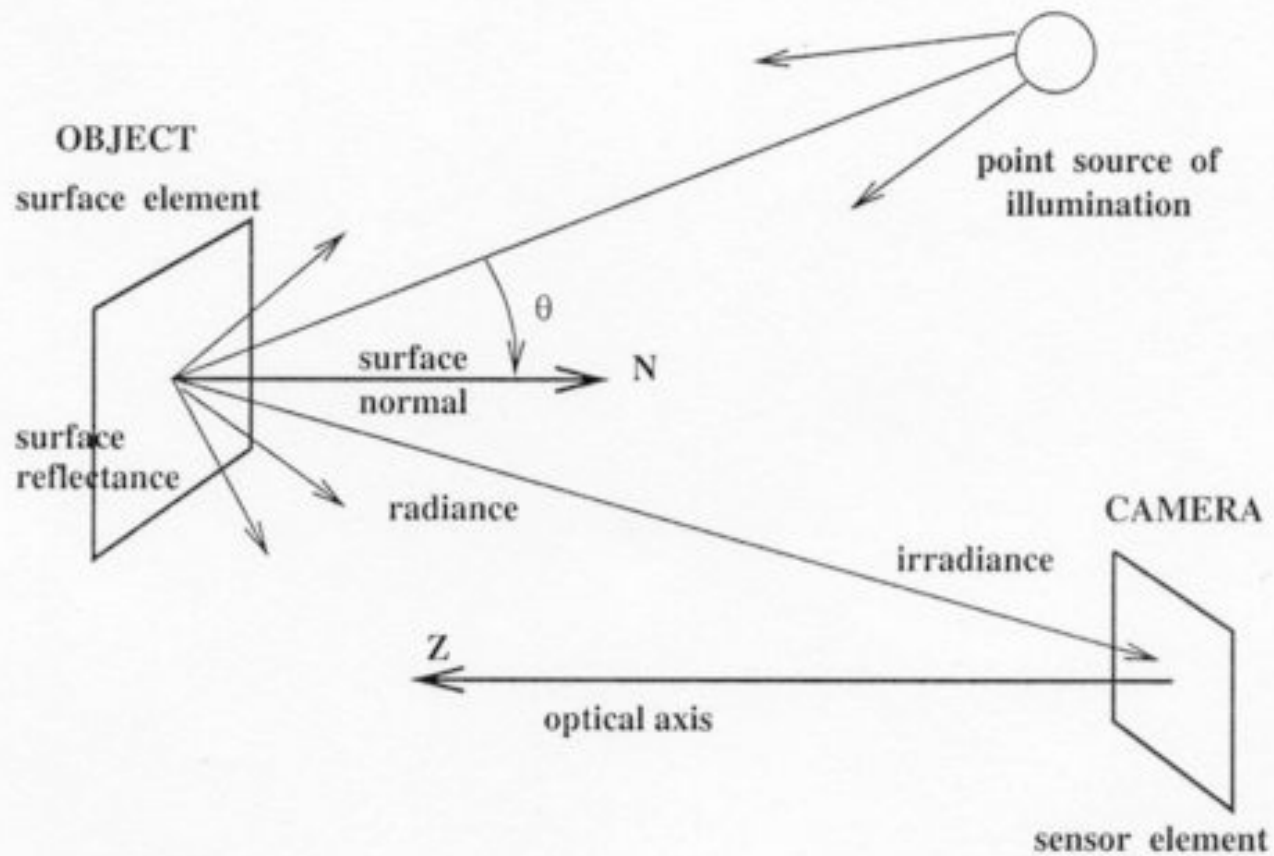 OBJECT
surface element
point source of
illumination
θ
surface
normal
N
surface
reflectance
radiance
CAMERA
irradiance
Z
optical axis
sensor element